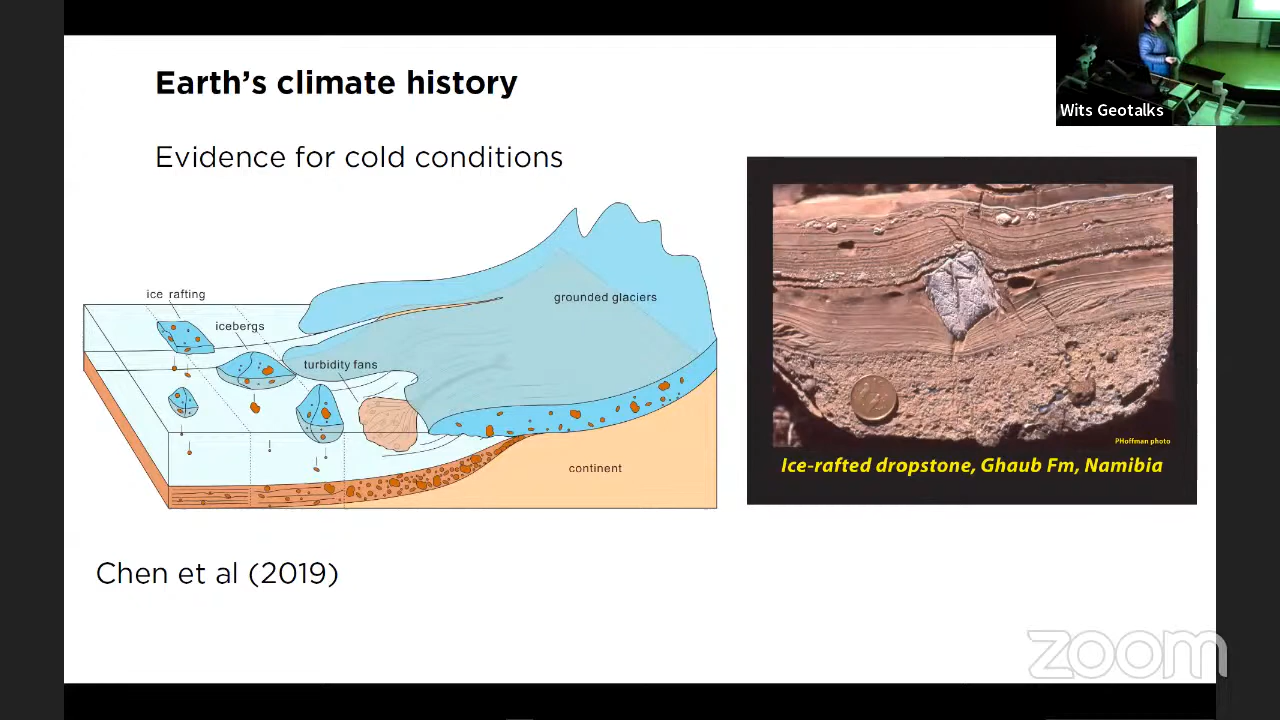 Earth's climate history
Wits Geotalks
Evidence for cold conditions
ice rafting
icebergs
grounded glaciers
turbidity fans
continent
PHoffman photo
Ice-rafted dropstone, Ghaub Fm, Namibia
Chen et al (2019)
zoom